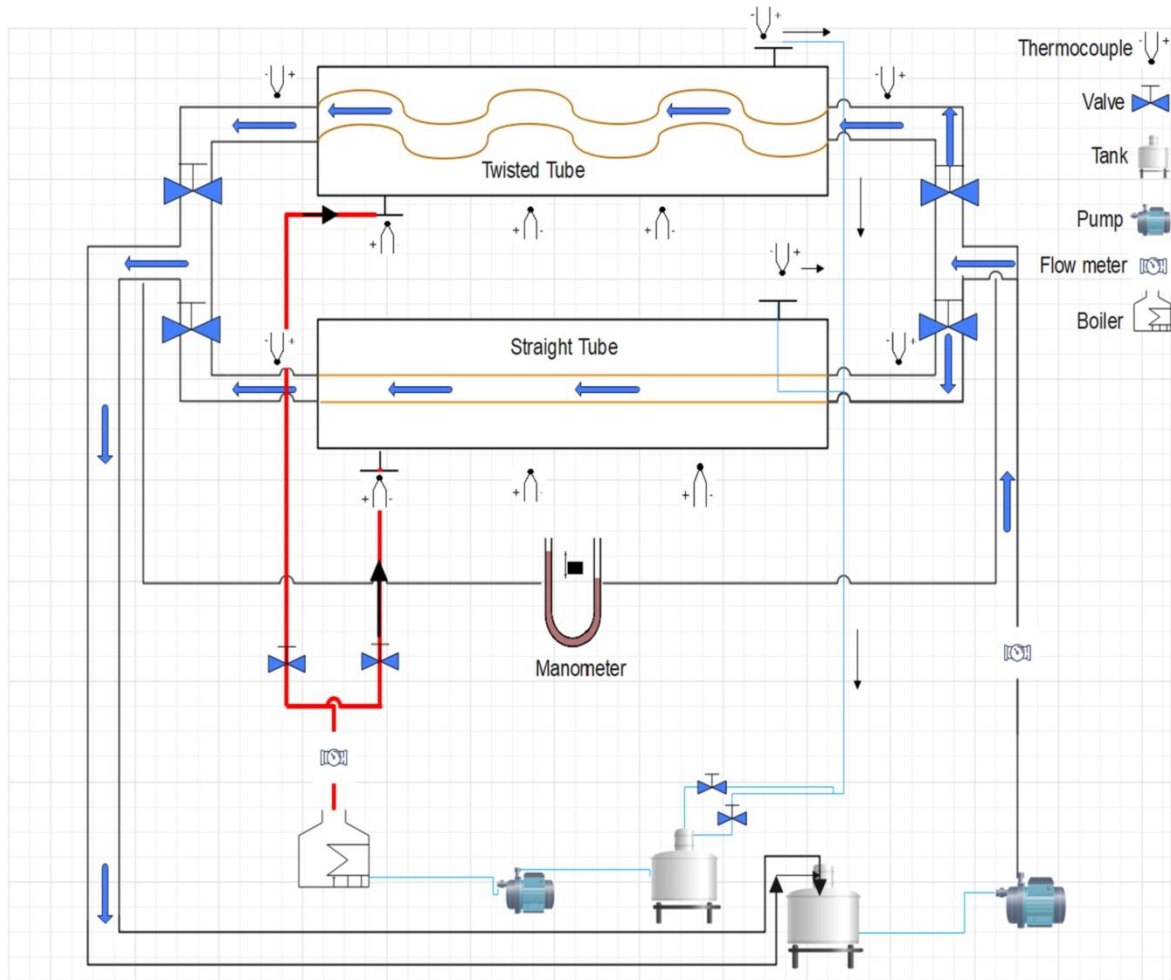 Thermocouple
Valve
Tank
Pump
Flow meter
Boiler
Twisted Tube
Straight Tube
Manometer